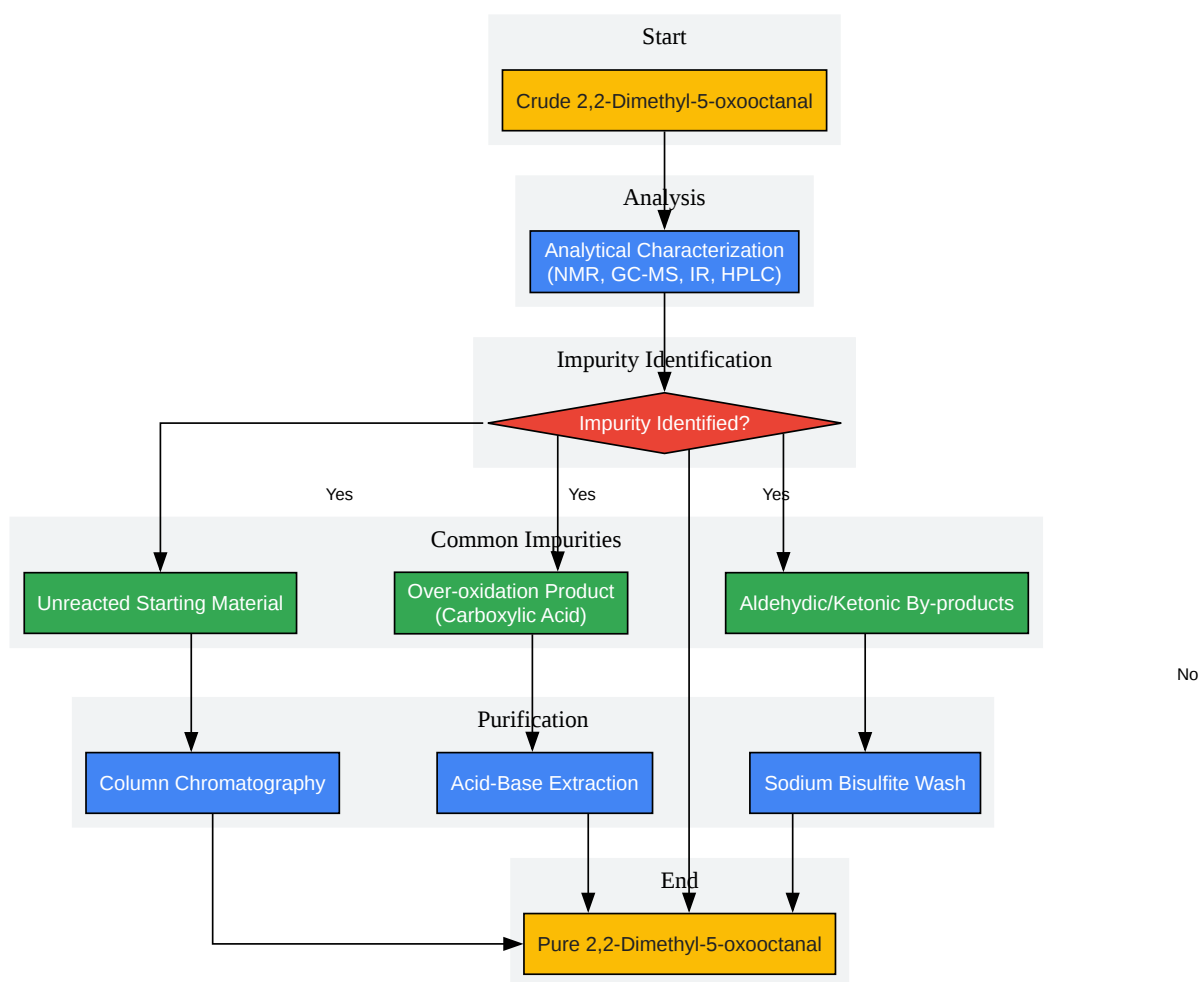 Start
Crude 2,2-Dimethyl-5-oxooctanal
Analysis
Analytical Characterization
(NMR, GC-MS, IR, HPLC)
Impurity Identification
Impurity Identified?
Yes
Yes
Yes
Common Impurities
Unreacted Starting Material
Over-oxidation Product
(Carboxylic Acid)
Aldehydic/Ketonic By-products
No
Purification
Column Chromatography
Acid-Base Extraction
Sodium Bisulfite Wash
End
Pure 2,2-Dimethyl-5-oxooctanal